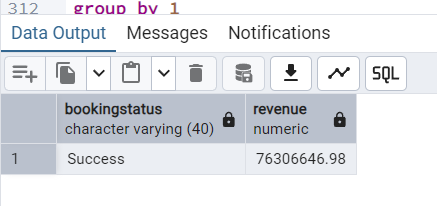 312 group by 1
Data Output Messages Notifications
SQL
bookingstatus revenue
character varying (40) numeric
1 Success 76306646.98